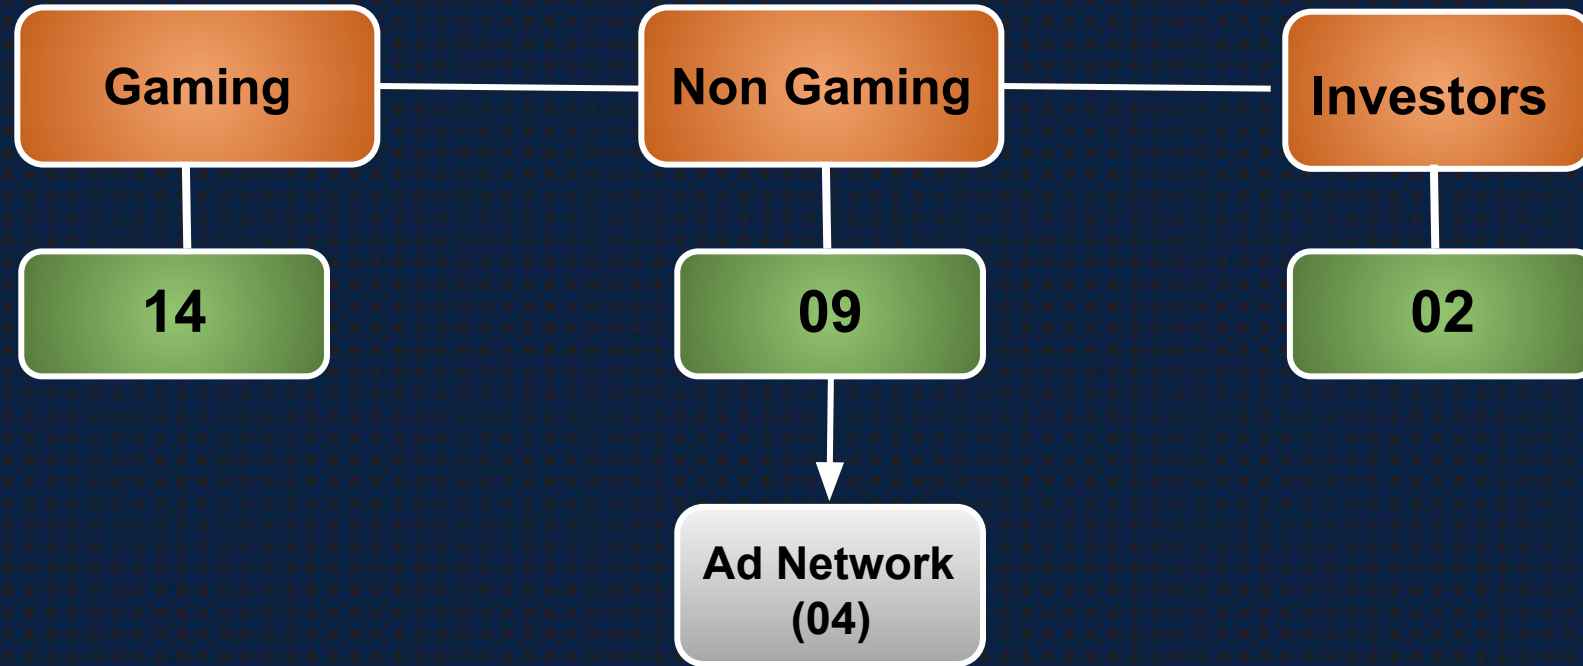 Gaming
Non Gaming
Investors
14
09
02
Ad Network
(04)